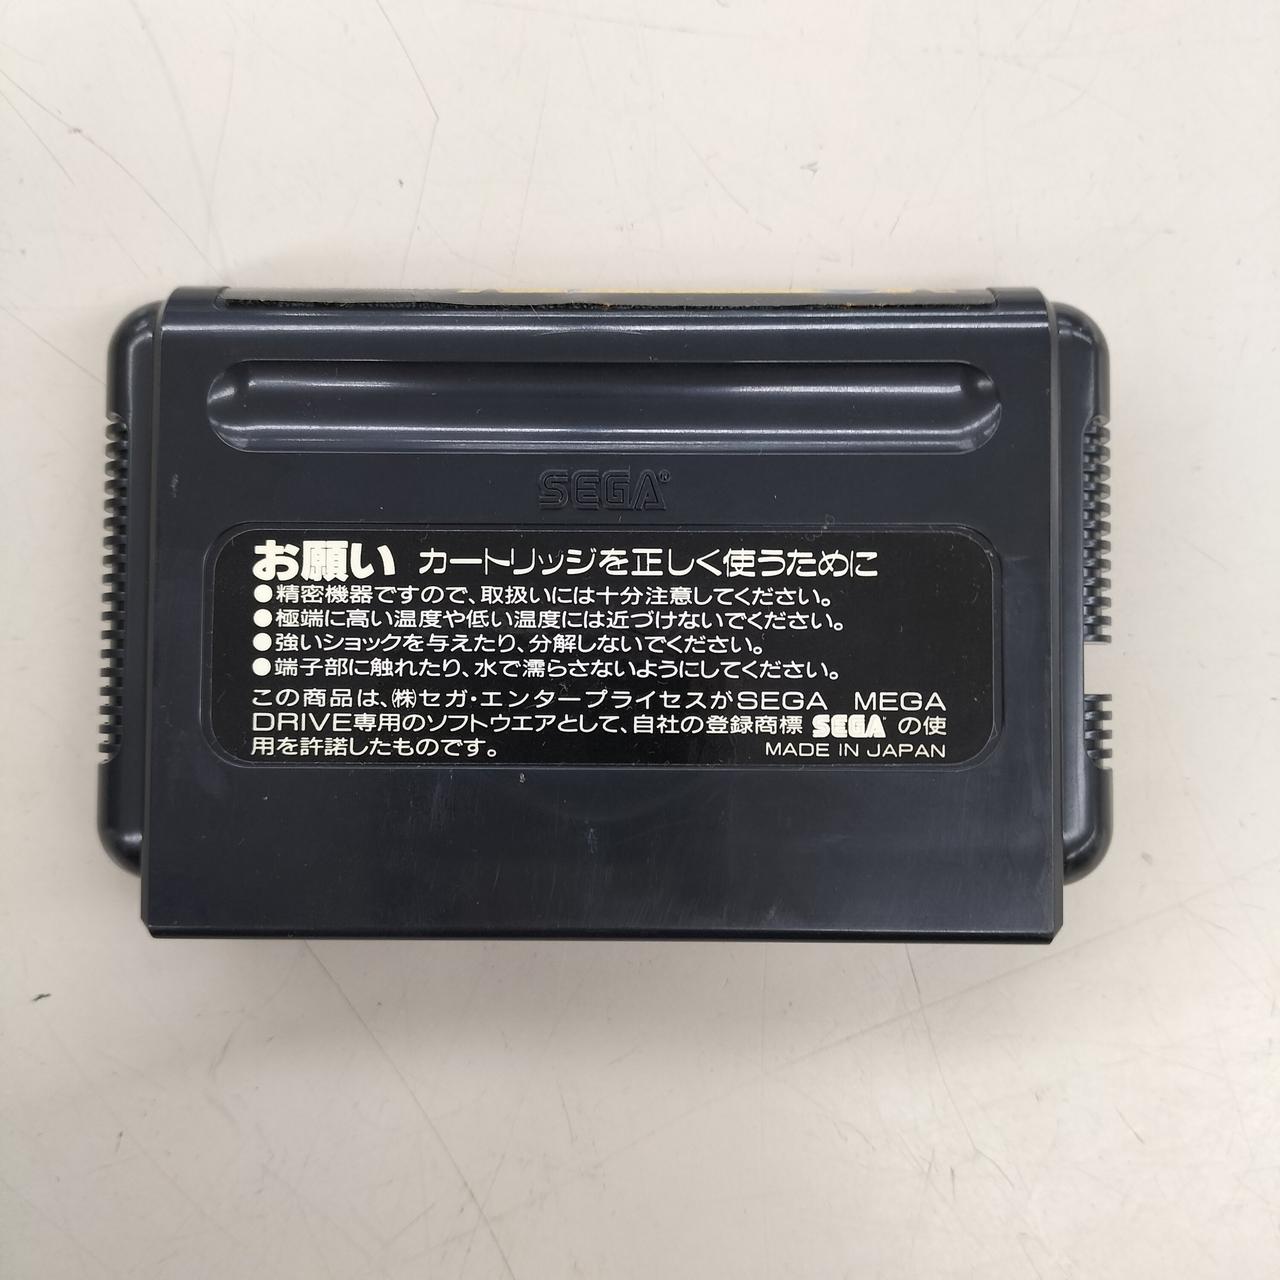 SEGA®
お願い カートリッジを正しく使うために
●精密機器ですので、取扱いには十分注意してください。
●極端に高い温度や低い温度には近づけないでください。
●強いショックを与えたり、分解しないでください。
●端子部に触れたり、水で濡らさないようにしてください。
この商品は、㈱セガ・エンタープライセスがSEGA MEGA
DRIVE専用のソフトウエアとして、自社の登録商標 SEGA® の使
用を許諾したものです。 MADE IN JAPAN